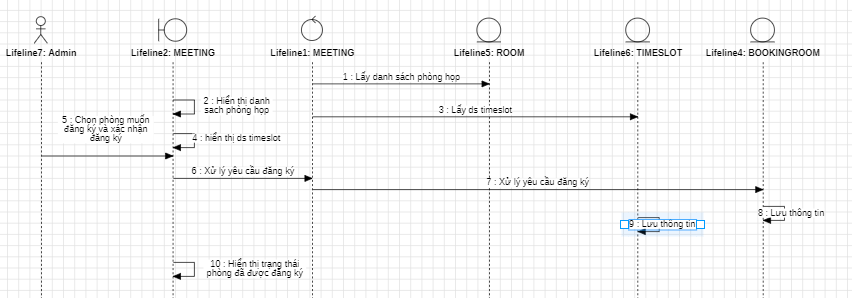 Lifeline7: Admin
Lifeline2: MEETING
Lifeline1: MEETING
Lifeline5: ROOM
Lifeline6: TIMESLOT
Lifeline4: BOOKINGROOM
1 : Lấy danh sách phòng họp
2 : Hiển thị danh
sach phòng họp
3 : Lấy ds timeslot
5 : Chọn phòng muốn
đăng ký và xác nhận
đăng ký
4 : hiển thị ds timeslot
6 : Xử lý yêu cầu đăng ký
7 : Xử lý yêu cầu đăng ký
8 : Lưu thông tin
9 : Lưu thông tin
10 : Hiển thị trạng thái
phòng đã được đăng ký